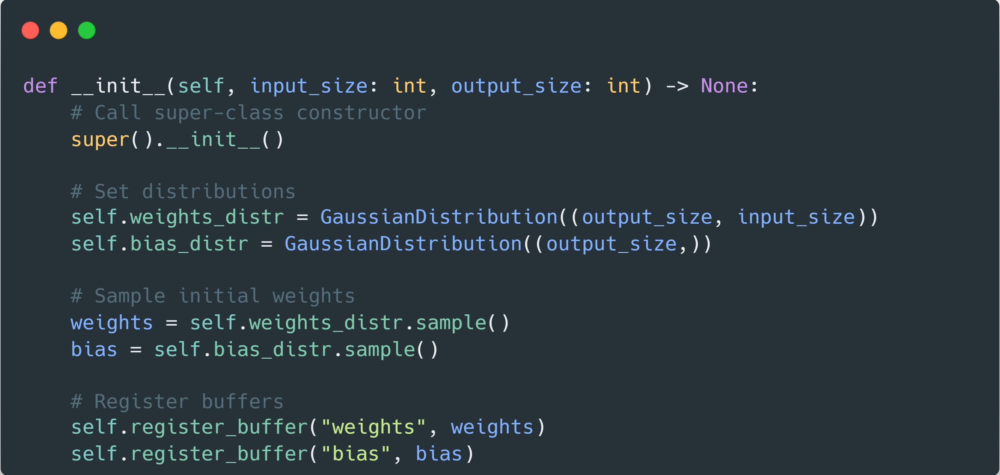 def __init__(self, input_size: int, output_size: int) -> None:
    # Call super-class constructor
    super().__init__()

    # Set distributions
    self.weights_distr = GaussianDistribution((output_size, input_size))
    self.bias_distr = GaussianDistribution((output_size,))

    # Sample initial weights
    weights = self.weights_distr.sample()
    bias = self.bias_distr.sample()

    # Register buffers
    self.register_buffer("weights", weights)
    self.register_buffer("bias", bias)